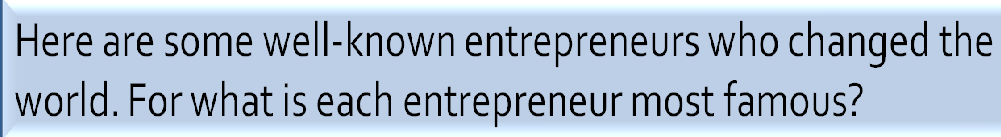 Here are some well-known entrepreneurs who changed the
world. For what is each entrepreneur most famous?